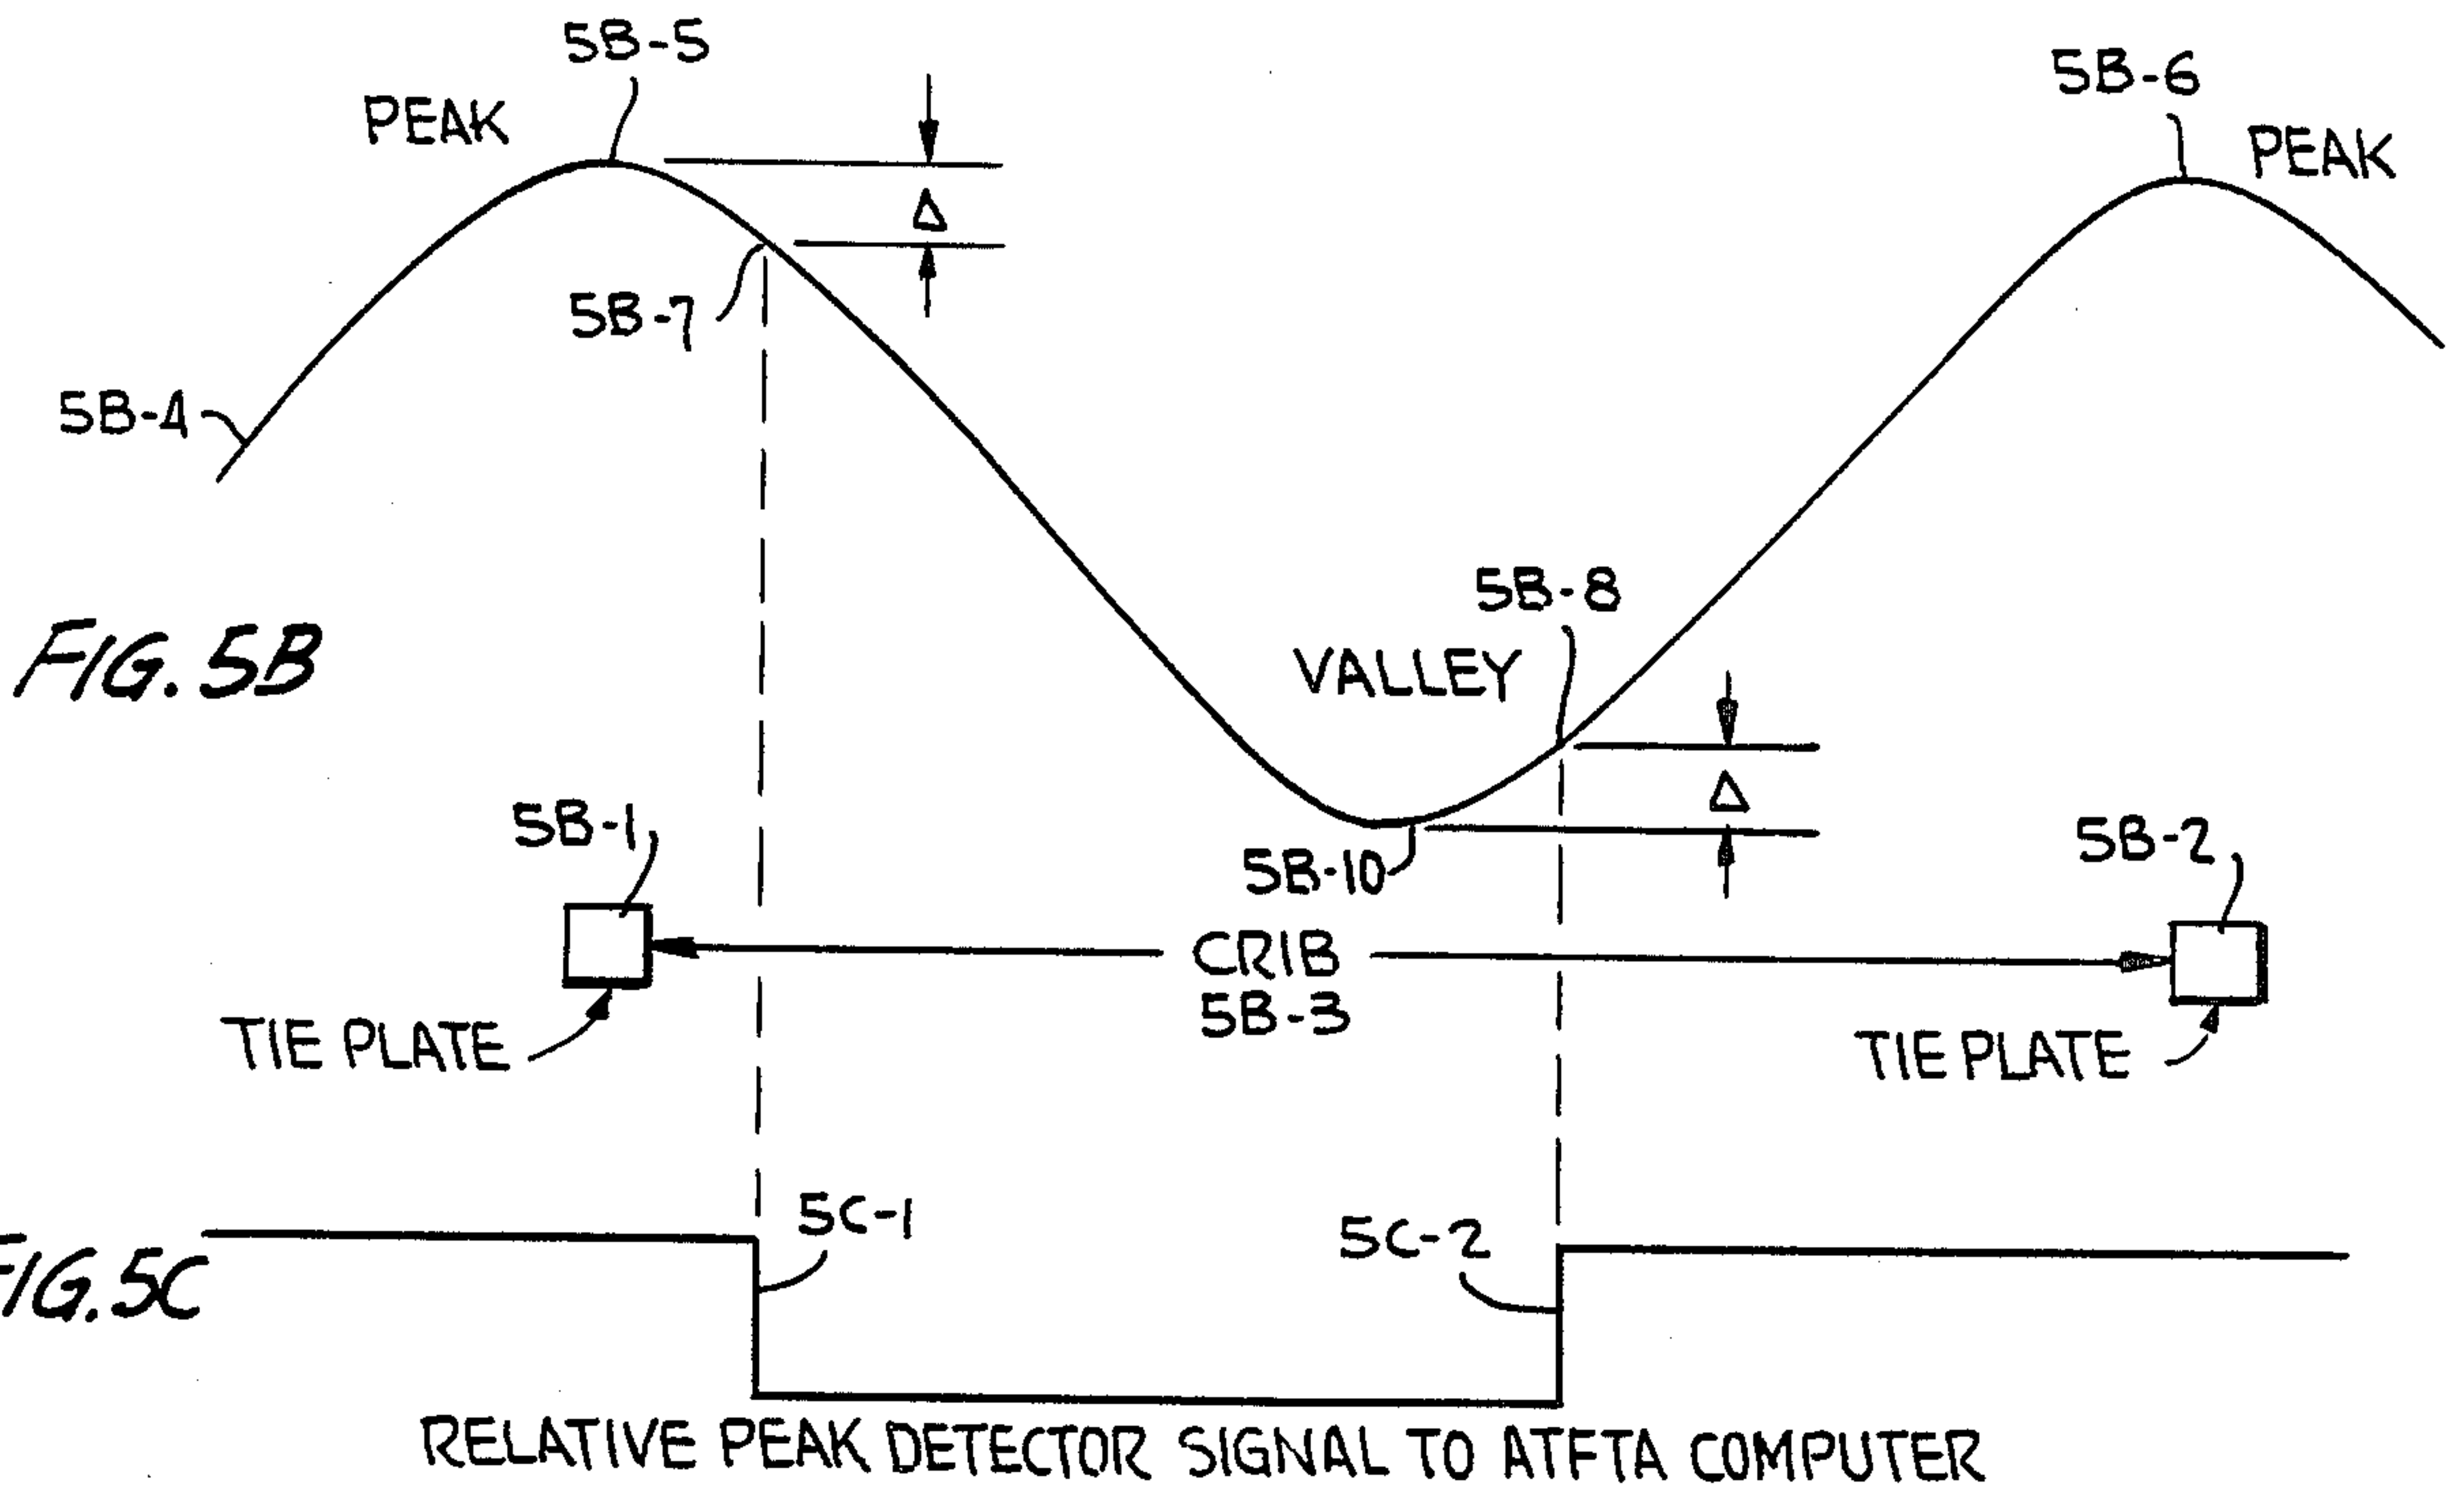 5B-5
5B-6
PEAK
PEAK
Δ
5B-7
5B-4
5B-8
FIG. 5B
VALLEY
Δ
5B-1
5B-10
5B-2
CRIB
5B-3
TIE PLATE
TIE PLATE
5C-1
5C-2
FIG. 5C
RELATIVE PEAK DETECTOR SIGNAL TO ATFTA COMPUTER